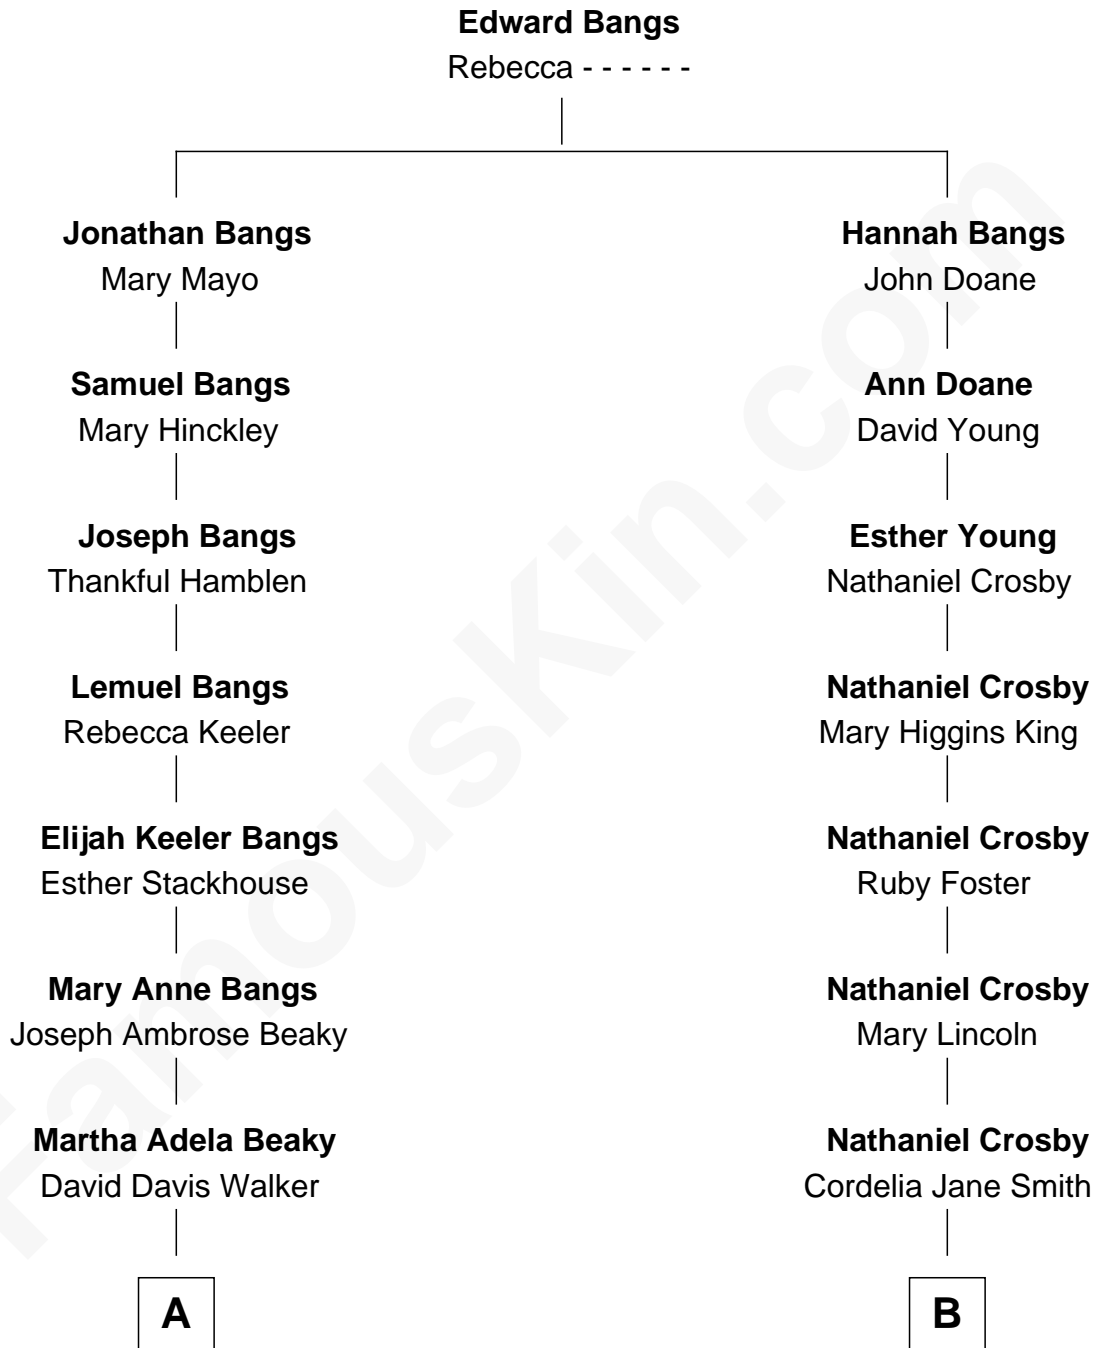 Edward Bangs
Rebecca - - - - - -
Jonathan Bangs
Mary Mayo
Hannah Bangs
John Doane
Samuel Bangs
Mary Hinckley
Ann Doane
David Young
Joseph Bangs
Thankful Hamblen
Esther Young
Nathaniel Crosby
Lemuel Bangs
Rebecca Keeler
Nathaniel Crosby
Mary Higgins King
Elijah Keeler Bangs
Esther Stackhouse
Nathaniel Crosby
Ruby Foster
Mary Anne Bangs
Joseph Ambrose Beaky
Nathaniel Crosby
Mary Lincoln
Martha Adela Beaky
David Davis Walker
Nathaniel Crosby
Cordelia Jane Smith
A
B
FamousKin.com